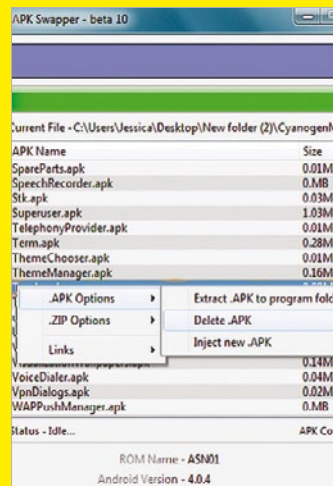 APK Swapper - beta 10
Current File - C:\Users\Jessica\Desktop\New folder (2)\Cyanogen
APK Name Size
SpareParts.apk 0.01M
SpeechRecorder.apk 0.MB
Stk.apk 0.03M
Superuser.apk 1.03M
TelephonyProvider.apk 0.01M
Term.apk 0.28M
ThemeChooser.apk 0.01M
ThemeManager.apk 0.16M
.APK Options Extract .APK to program fold
.ZIP Options Delete .APK
Links Inject new .APK
0.14M
VoiceDialer.apk 0.04M
VpnDialogs.apk 0.02M
WAPPushManager.apk 0.MB
Status - Idle... APK Co
ROM Name - ASN01
Android Version - 4.0.4